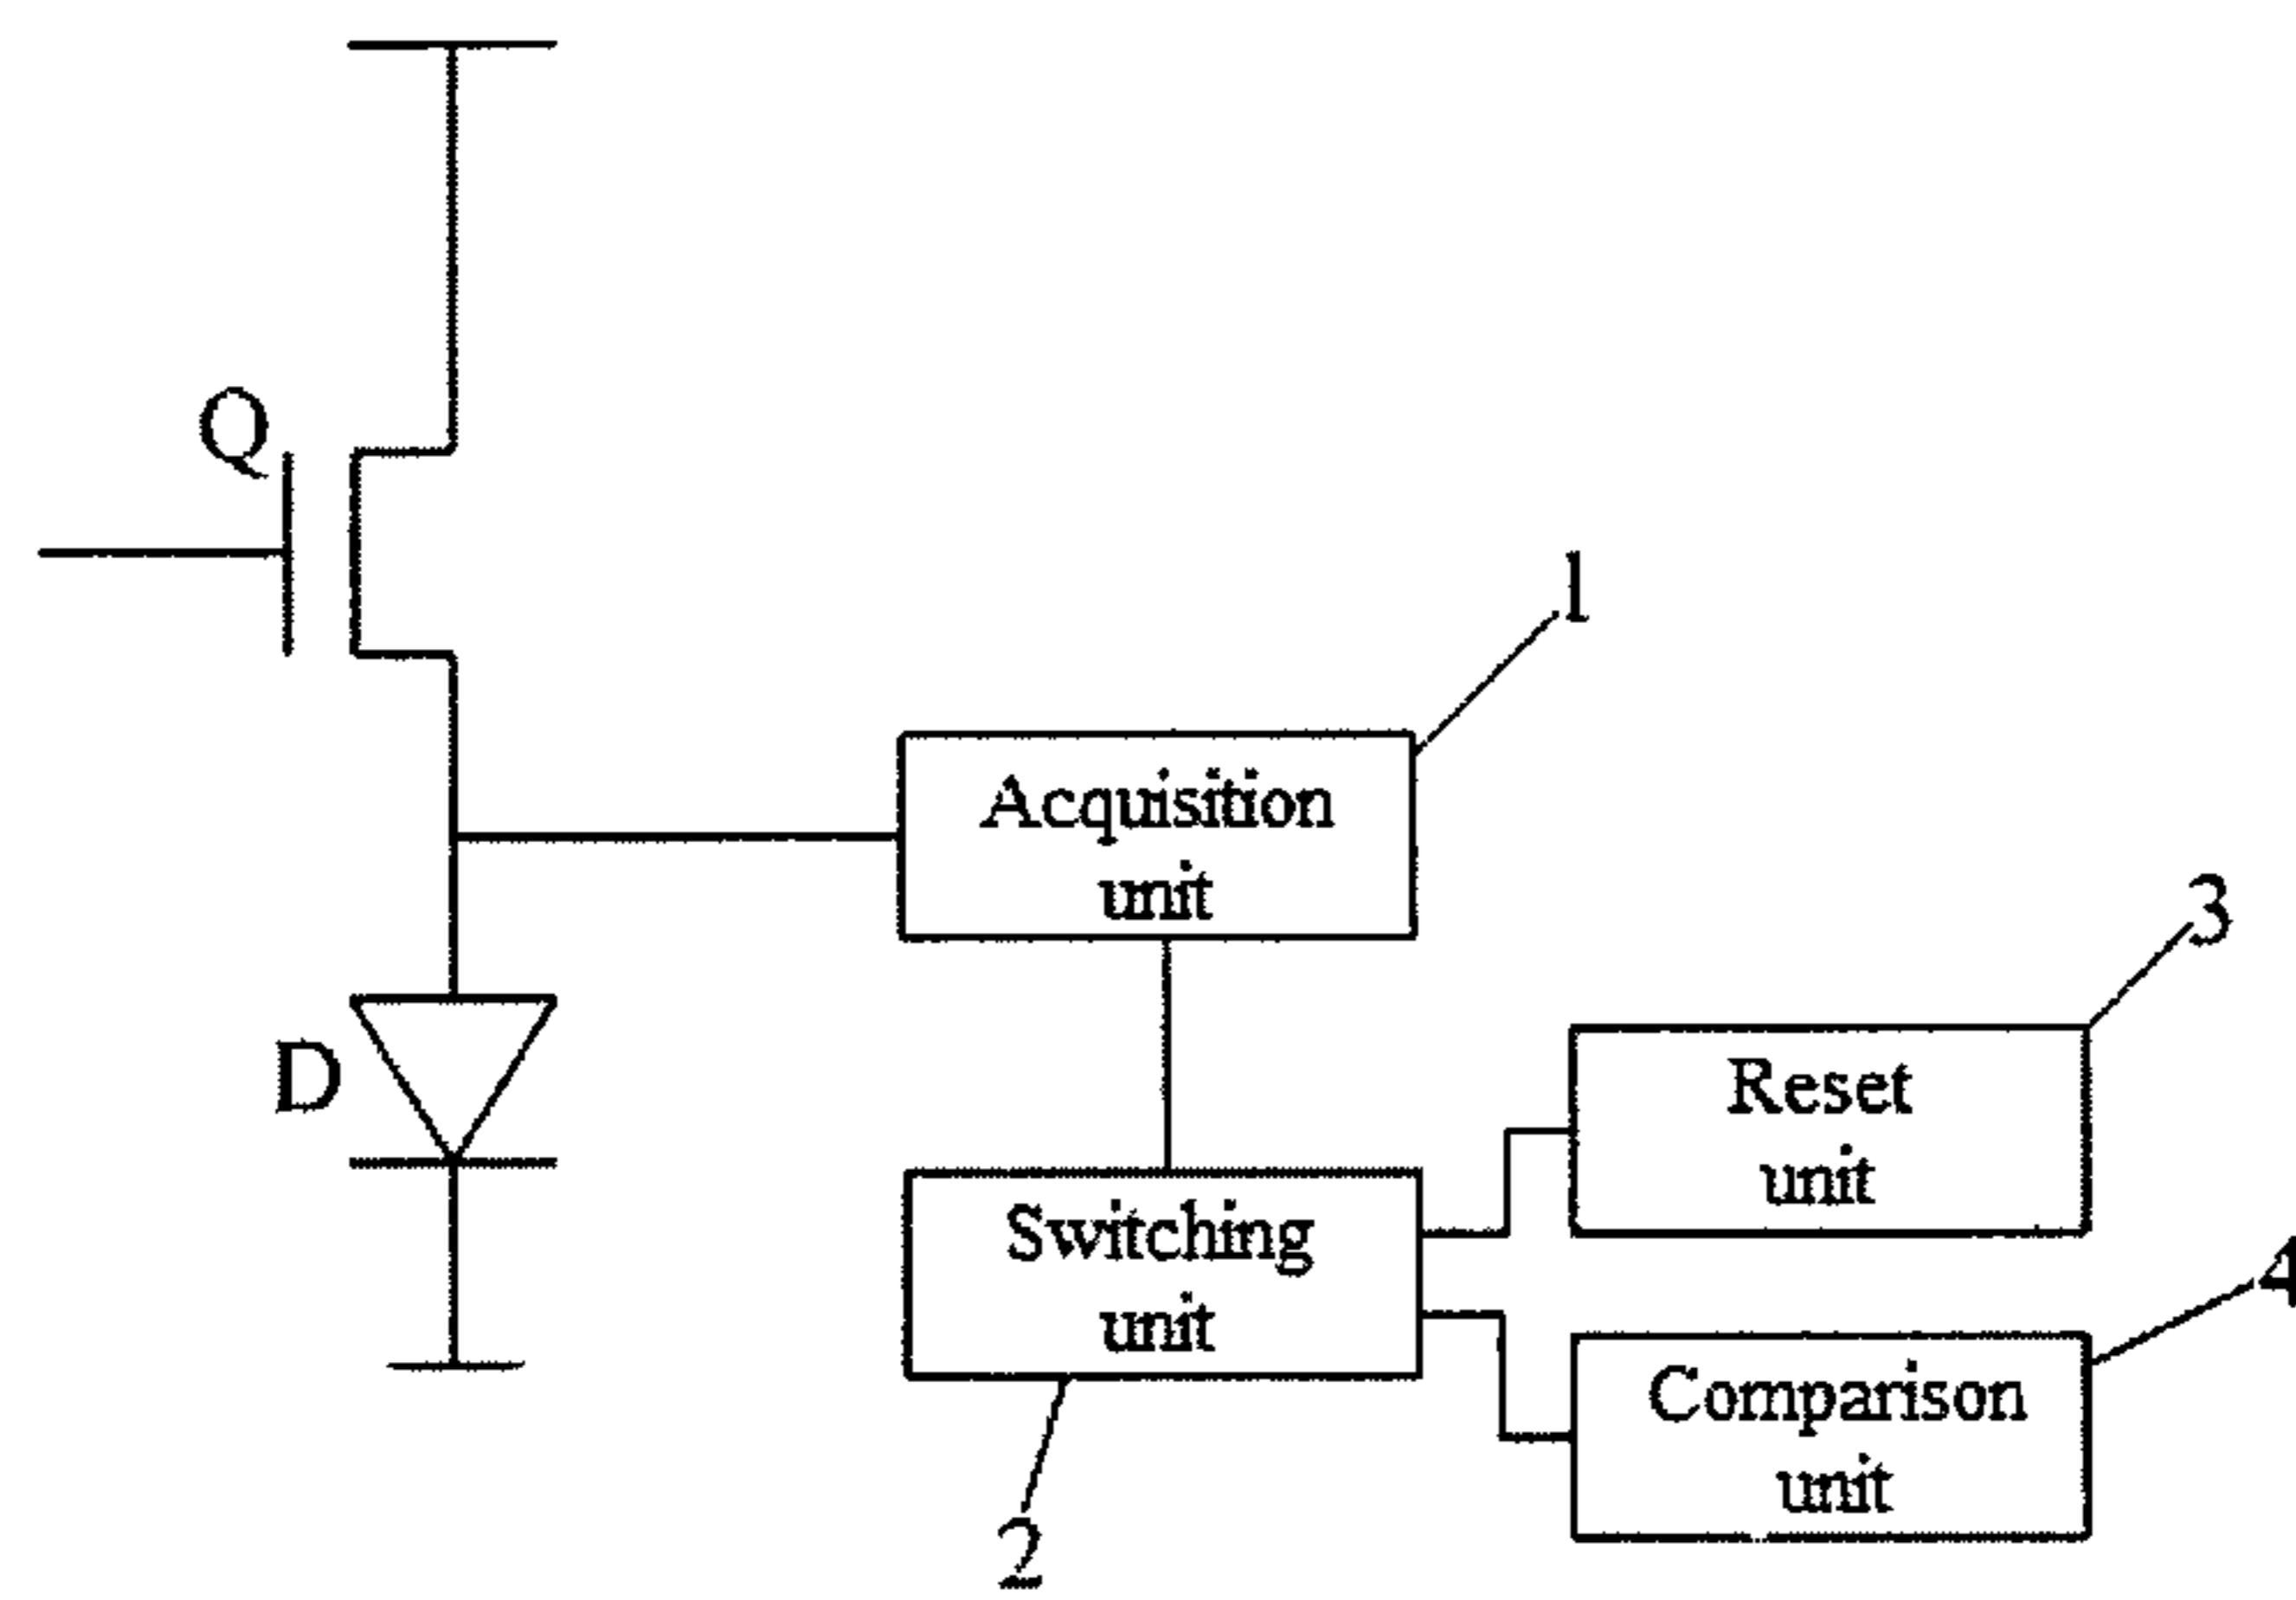 Q
1
Acquisition
unit
3
D
Reset
unit
Switching
unit
4
Comparison
unit
2